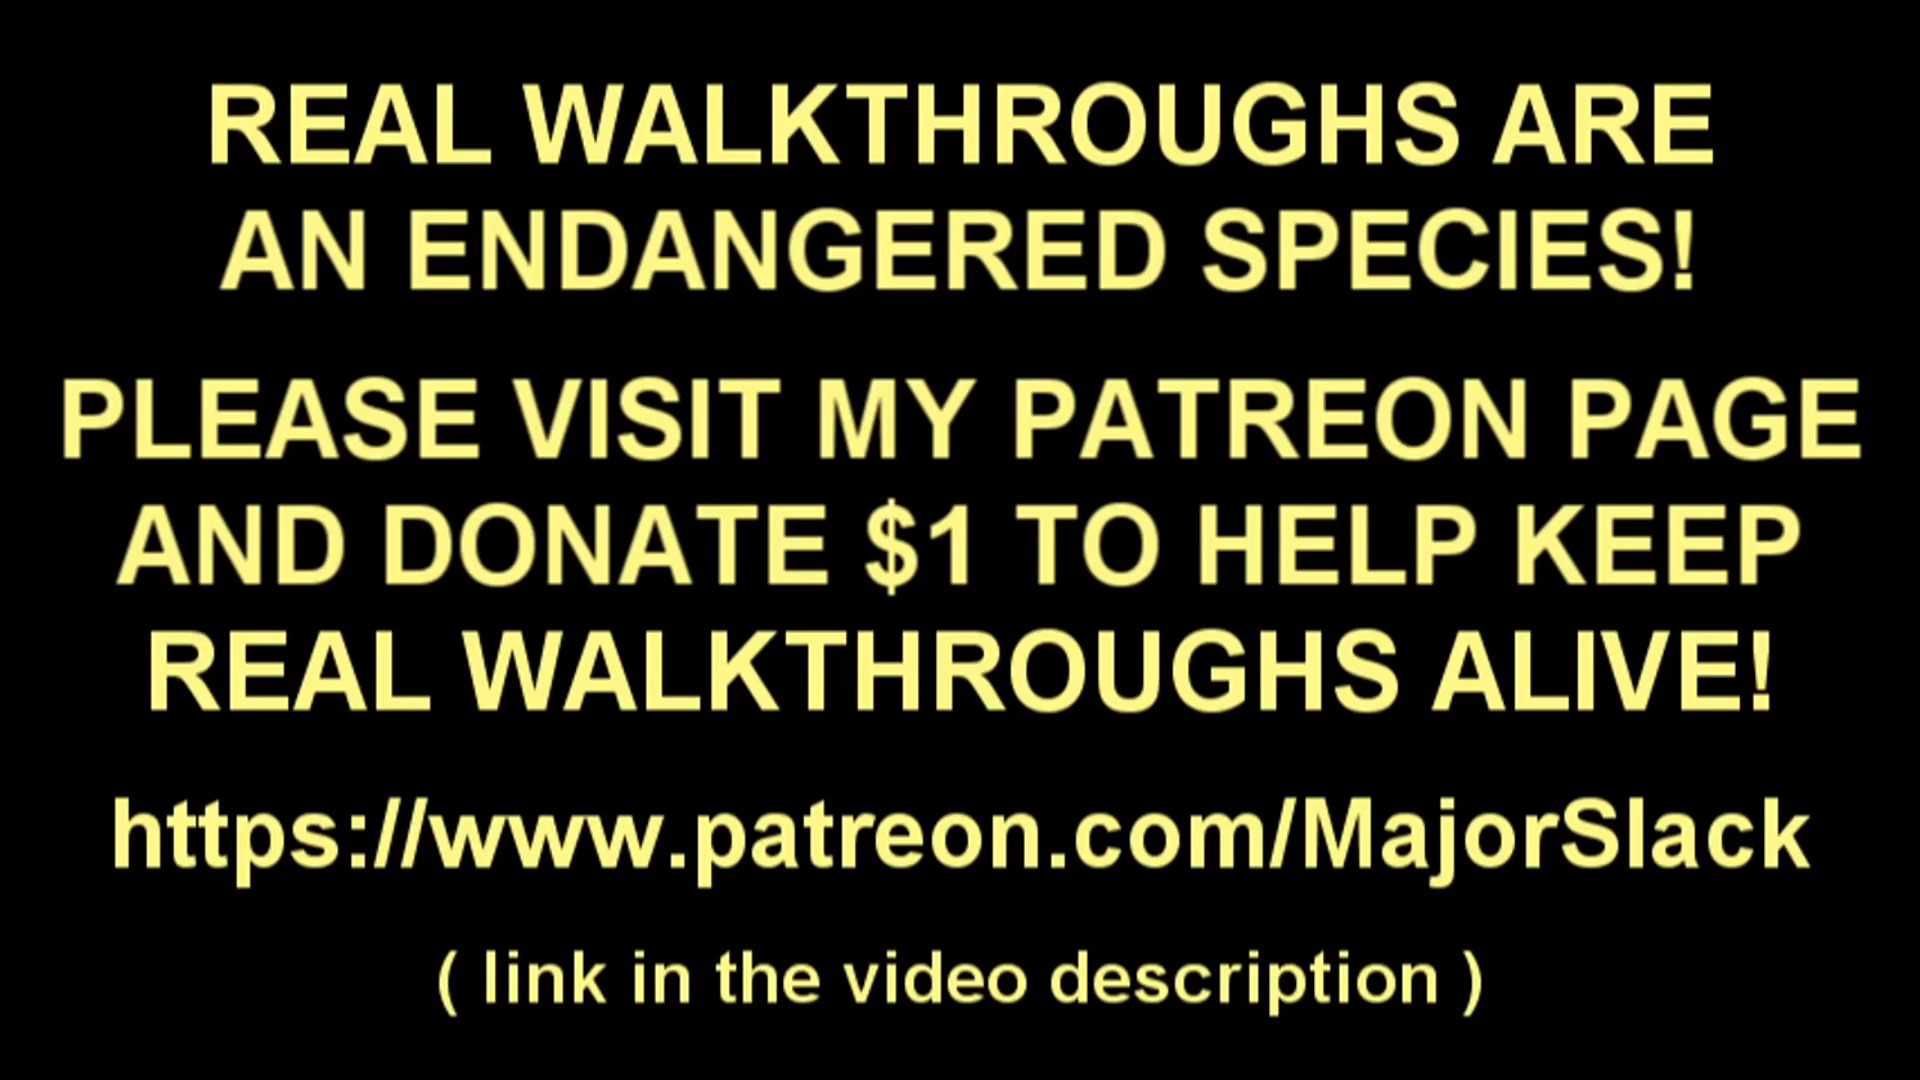 REAL WALKTHROUGHS ARE
AN ENDANGERED SPECIES!
PLEASE VISIT MY PATREON PAGE
AND DONATE $1 TO HELP KEEP
REAL WALKTHROUGHS ALIVE!
https://www.patreon.com/MajorSlack
( link in the video description )